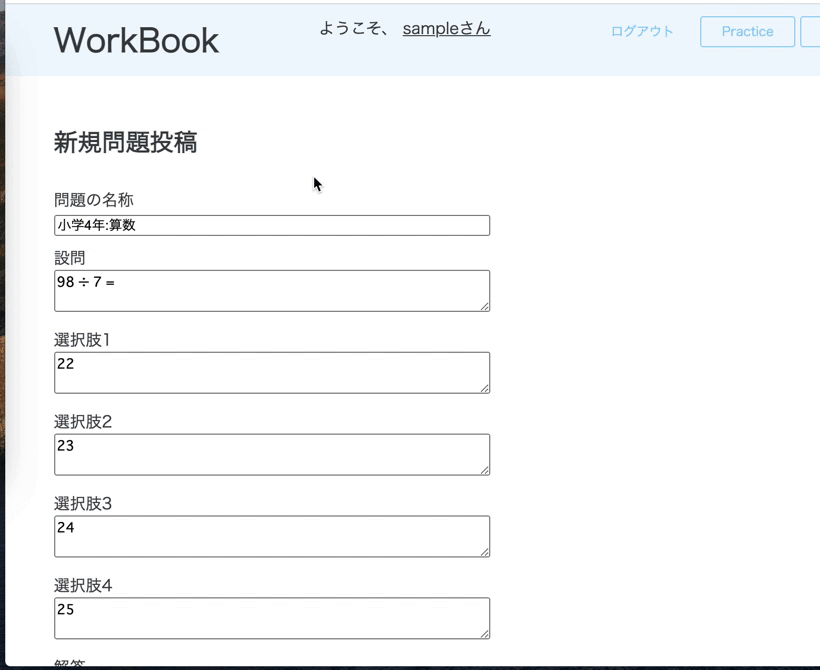 WorkBook
ようこそ、 sampleさん
ログアウト
Practice
新規問題投稿
問題の名称
小学4年:算数
設問
98 ÷ 7 =
選択肢1
22
選択肢2
23
選択肢3
24
選択肢4
25
解答